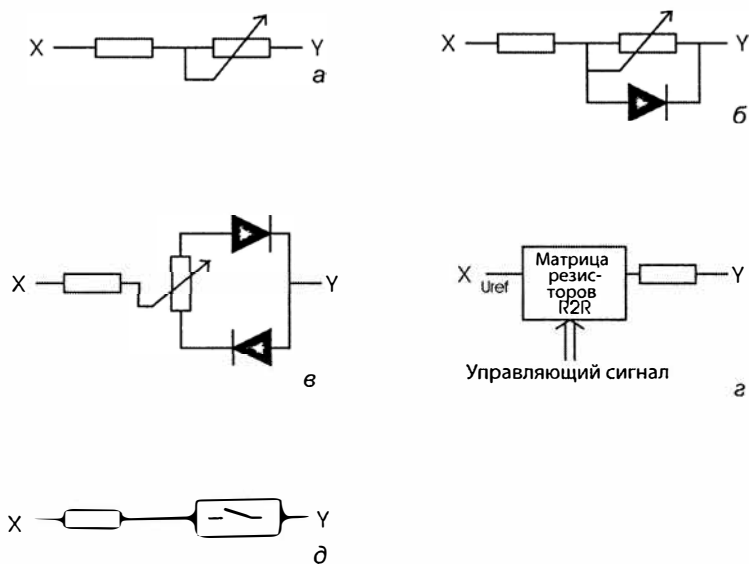 X
Y
а
X
Y
б
X
Y
в
X
Uref
Матрица
резис-
торов
R2R
Y
Управляющий сигнал
г
X
Y
д